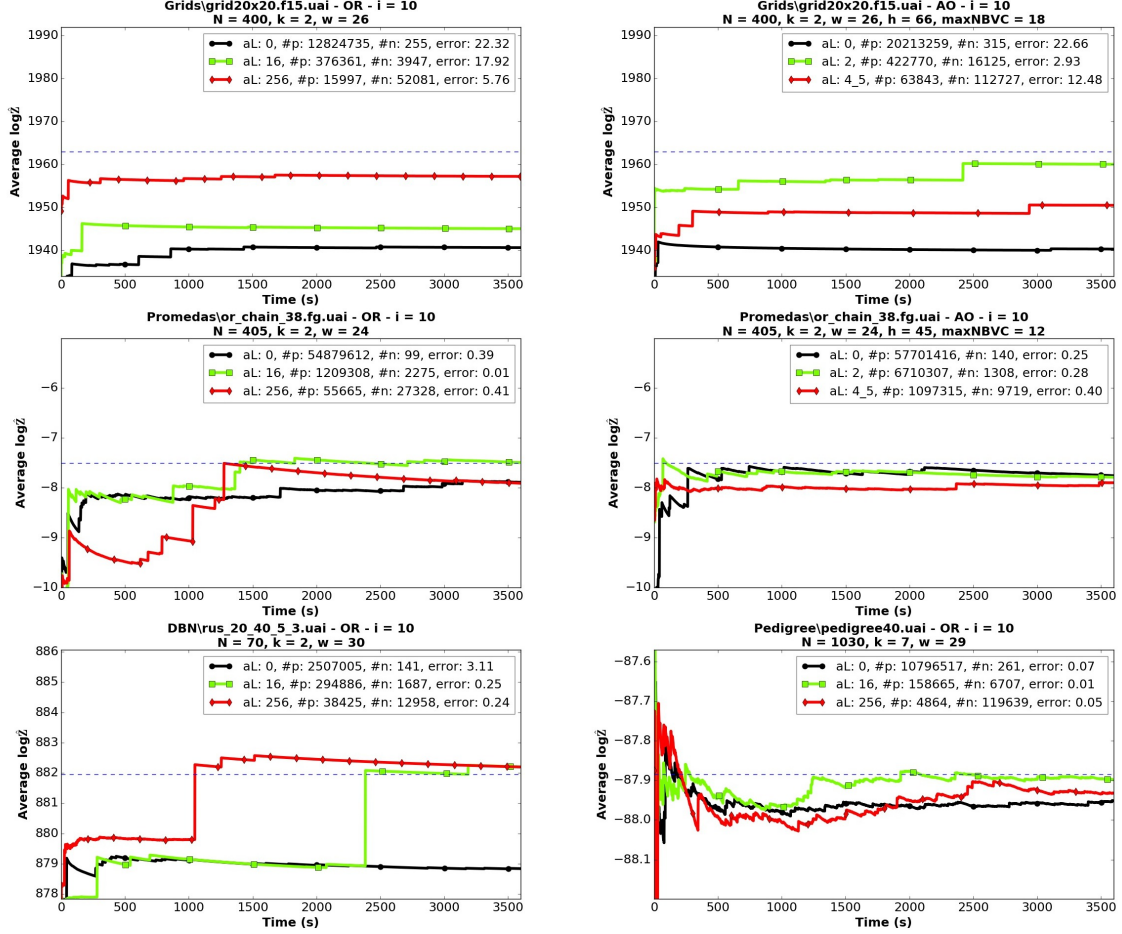 Grids\grid20x20.f15.uai - OR - i = 10
N = 400, k = 2, w = 26
aL: 0, #p: 12824735, #n: 255, error: 22.32
aL: 16, #p: 376361, #n: 3947, error: 17.92
aL: 256, #p: 15997, #n: 52081, error: 5.76
1990
1980
1970
1960
1950
1940
Average logẐ
0 500 1000 1500 2000 2500 3000 3500
Time (s)
Grids\grid20x20.f15.uai - AO - i = 10
N = 400, k = 2, w = 26, h = 66, maxNBVC = 18
aL: 0, #p: 20213259, #n: 315, error: 22.66
aL: 2, #p: 422770, #n: 16125, error: 2.93
aL: 4_5, #p: 63843, #n: 112727, error: 12.48
1990
1980
1970
1960
1950
1940
Average logẐ
0 500 1000 1500 2000 2500 3000 3500
Time (s)
Promedas\or_chain_38.fg.uai - OR - i = 10
N = 405, k = 2, w = 24
aL: 0, #p: 54879612, #n: 99, error: 0.39
aL: 16, #p: 1209308, #n: 2275, error: 0.01
aL: 256, #p: 55665, #n: 27328, error: 0.41
−6
−7
−8
−9
−10
Average logẐ
0 500 1000 1500 2000 2500 3000 3500
Time (s)
Promedas\or_chain_38.fg.uai - AO - i = 10
N = 405, k = 2, w = 24, h = 45, maxNBVC = 12
aL: 0, #p: 57701416, #n: 140, error: 0.25
aL: 2, #p: 6710307, #n: 1308, error: 0.28
aL: 4_5, #p: 1097315, #n: 9719, error: 0.40
−6
−7
−8
−9
−10
Average logẐ
0 500 1000 1500 2000 2500 3000 3500
Time (s)
DBN\rus_20_40_5_3.uai - OR - i = 10
N = 70, k = 2, w = 30
aL: 0, #p: 2507005, #n: 141, error: 3.11
aL: 16, #p: 294886, #n: 1687, error: 0.25
aL: 256, #p: 38425, #n: 12958, error: 0.24
886
885
884
883
882
881
880
879
878
Average logẐ
0 500 1000 1500 2000 2500 3000 3500
Time (s)
Pedigree\pedigree40.uai - OR - i = 10
N = 1030, k = 7, w = 29
aL: 0, #p: 10796517, #n: 261, error: 0.07
aL: 16, #p: 158665, #n: 6707, error: 0.01
aL: 256, #p: 4864, #n: 119639, error: 0.05
−87.6
−87.7
−87.8
−87.9
−88.0
−88.1
Average logẐ
0 500 1000 1500 2000 2500 3000 3500
Time (s)